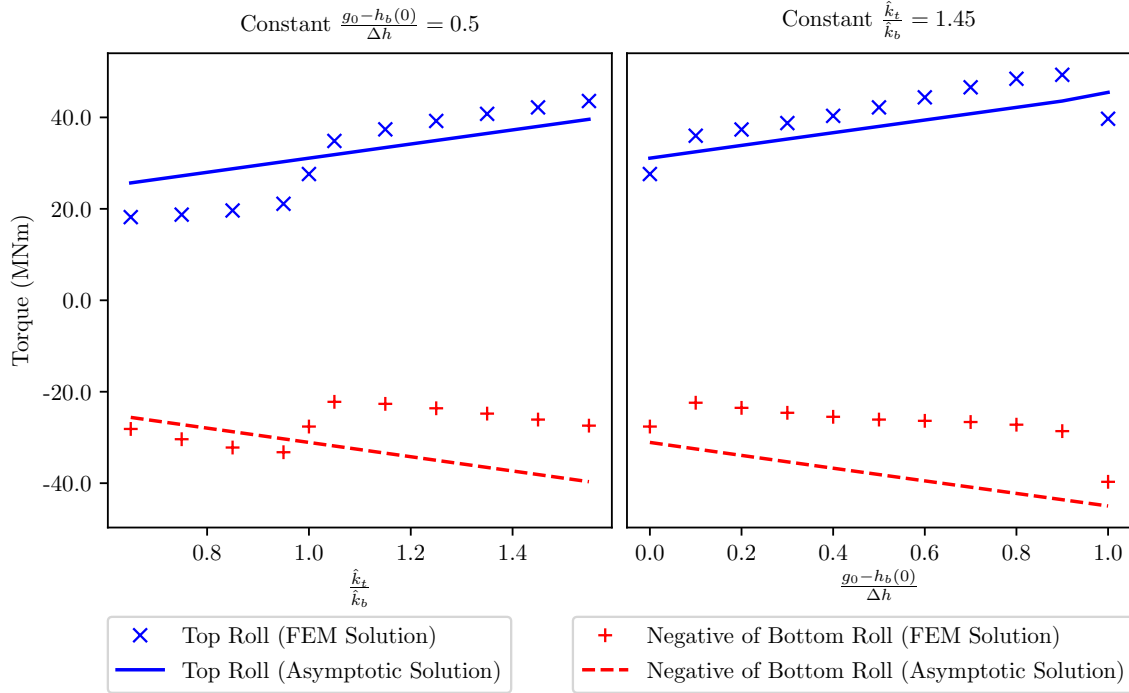 Constant $\frac{g_0-h_b(0)}{\Delta h} = 0.5$
Constant $\frac{\hat{k}_t}{\hat{k}_b} = 1.45$
Torque (MNm)
40.0
20.0
0.0
-20.0
-40.0
0.8 1.0 1.2 1.4
$\frac{\hat{k}_t}{\hat{k}_b}$
0.0 0.2 0.4 0.6 0.8 1.0
$\frac{g_0-h_b(0)}{\Delta h}$
Top Roll (FEM Solution)
Top Roll (Asymptotic Solution)
Negative of Bottom Roll (FEM Solution)
Negative of Bottom Roll (Asymptotic Solution)